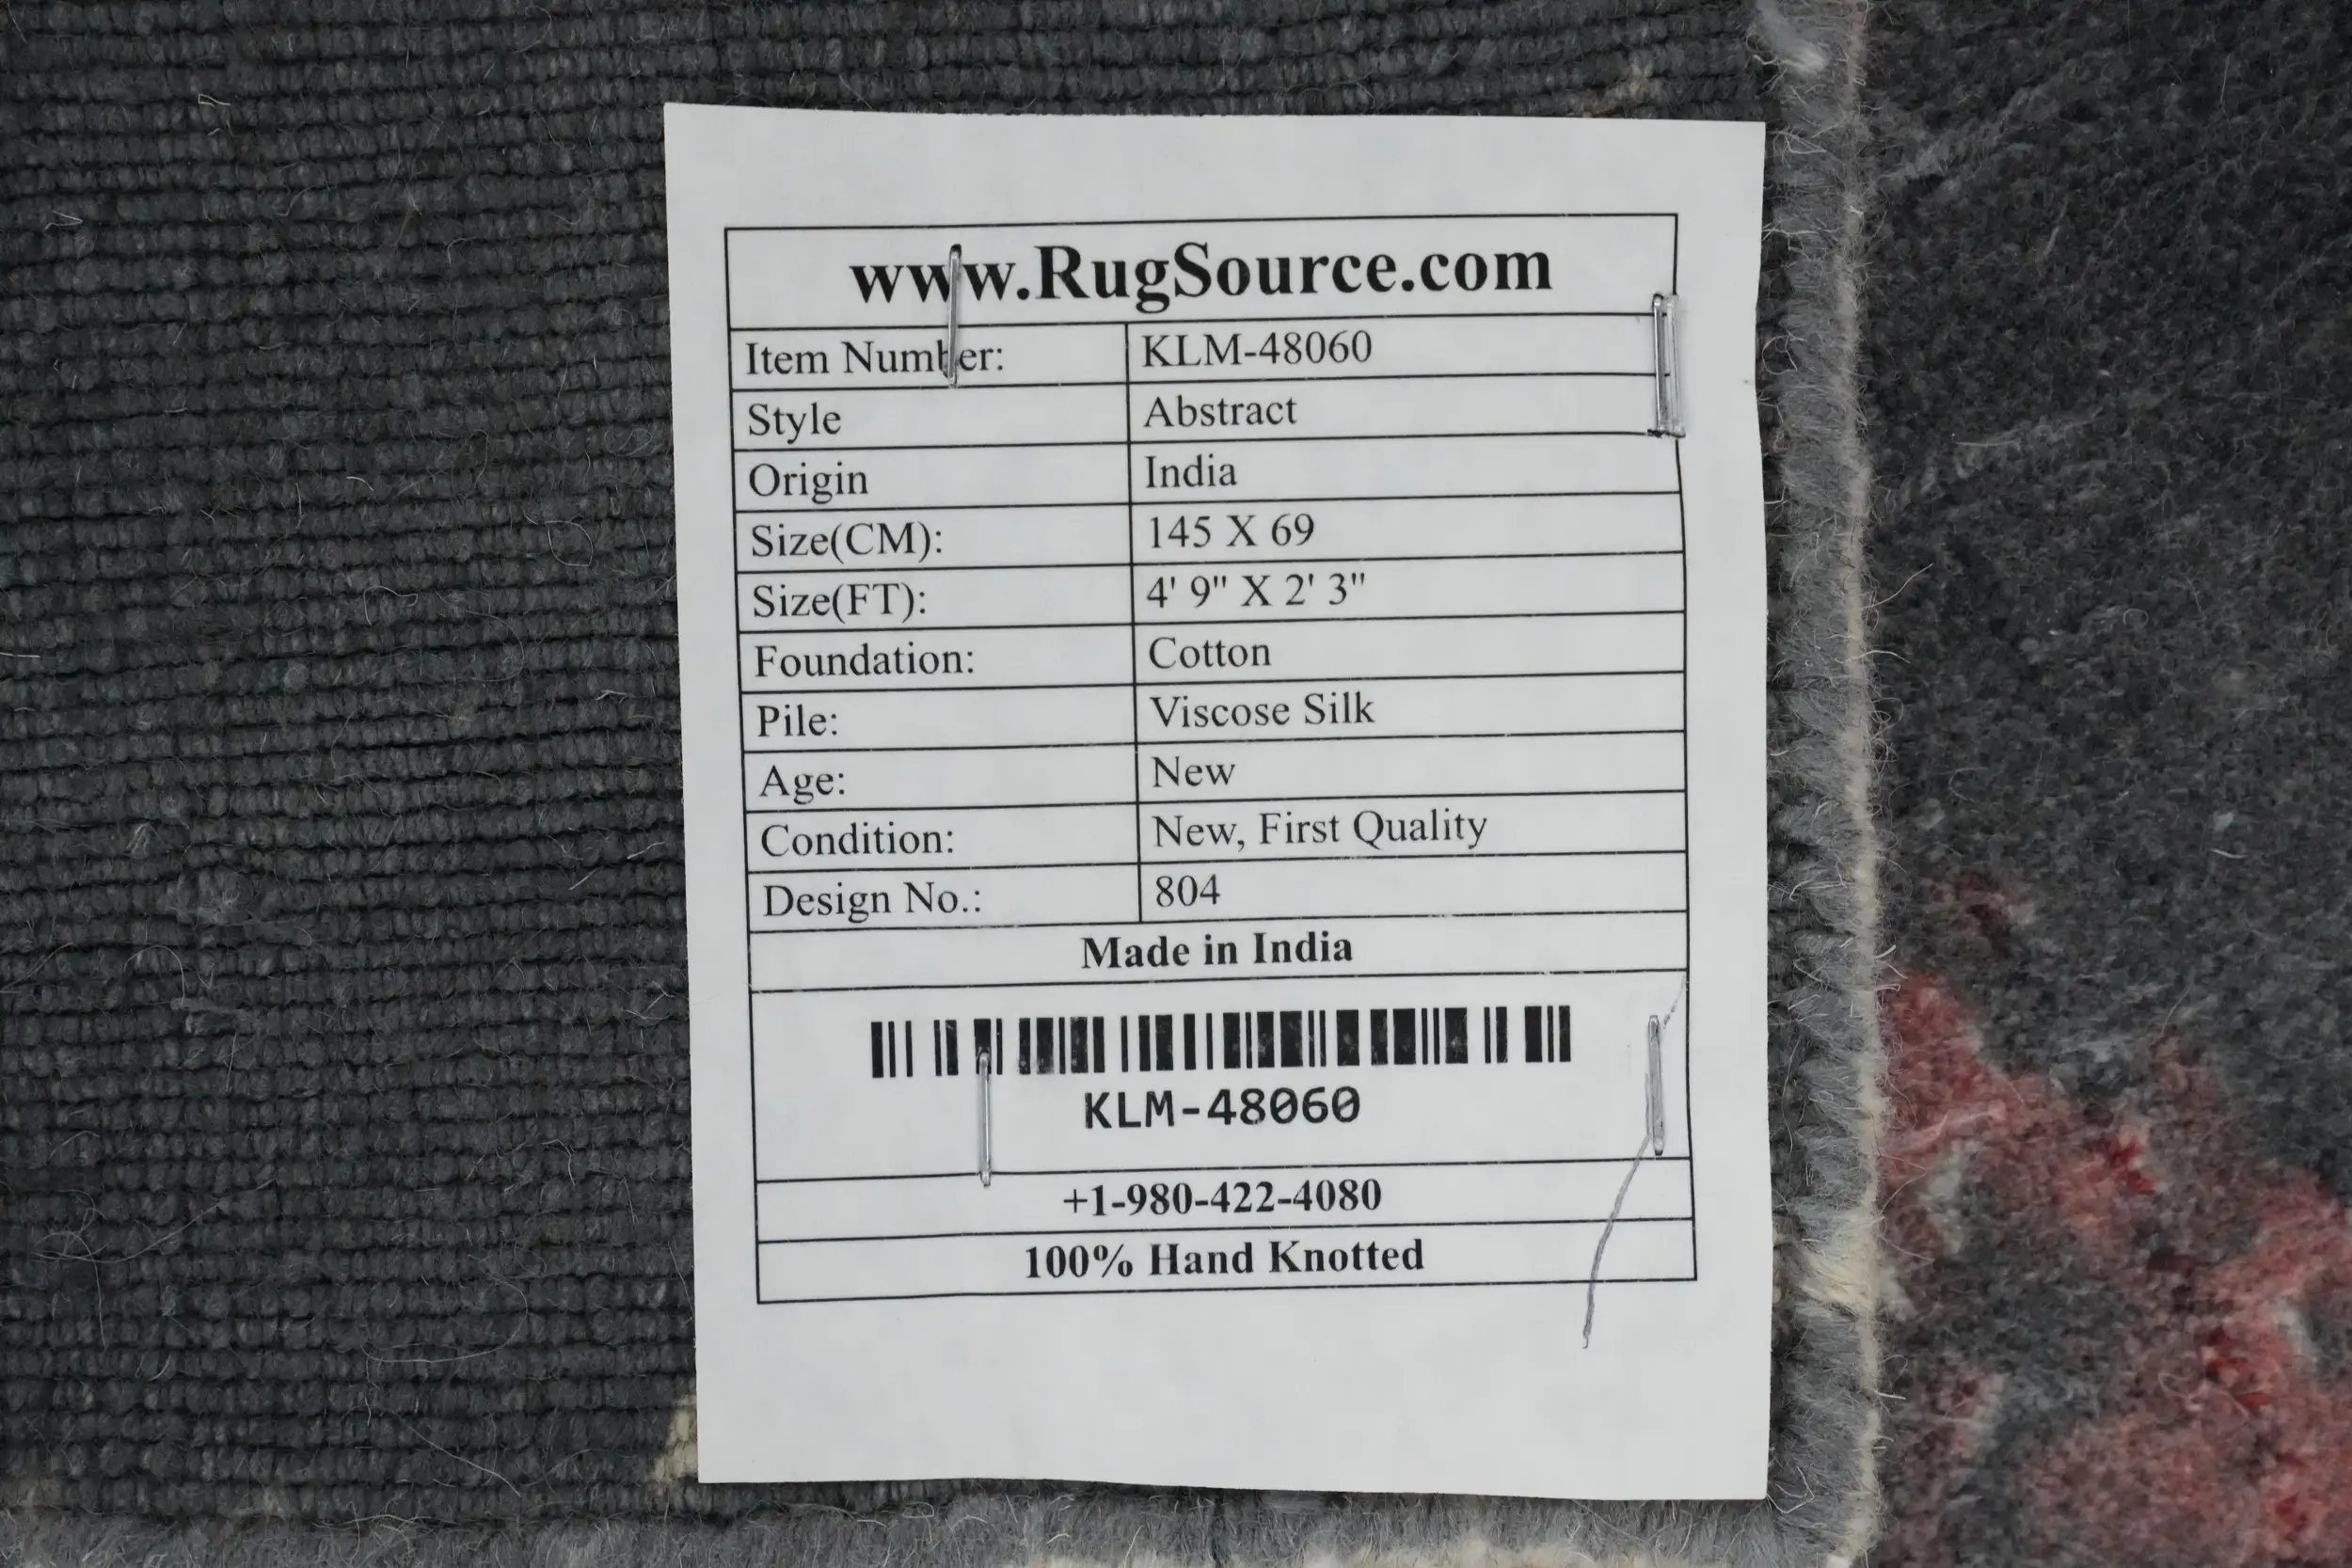 www.RugSource.com
Item Number: KLM-48060
Style Abstract
Origin India
Size(CM): 145 X 69
Size(FT): 4' 9" X 2' 3"
Foundation: Cotton
Pile: Viscose Silk
Age: New
Condition: New, First Quality
Design No.: 804
Made in India
KLM-48060
+1-980-422-4080
100% Hand Knotted